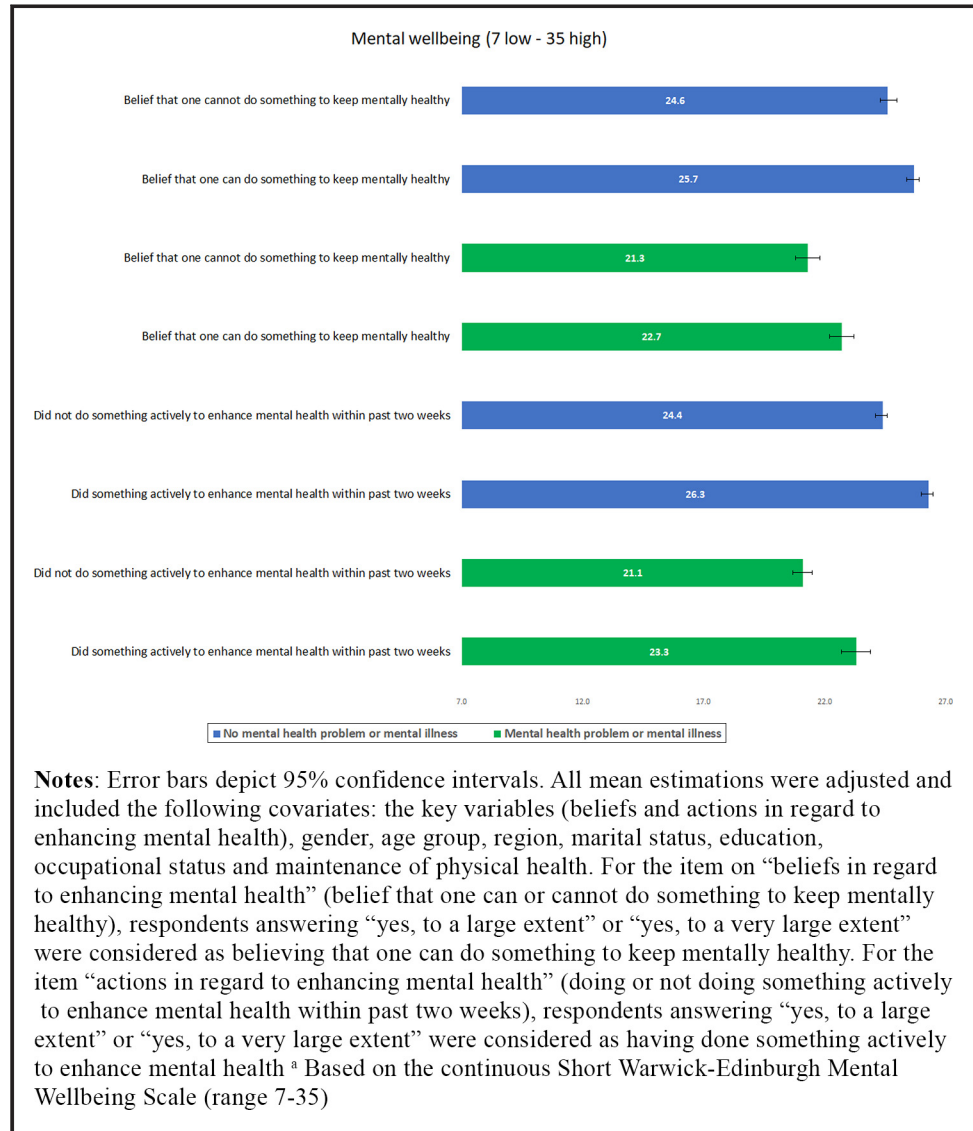 Mental wellbeing (7 low - 35 high)
Belief that one cannot do something to keep mentally healthy
24.6
Belief that one can do something to keep mentally healthy
25.7
Belief that one cannot do something to keep mentally healthy
21.3
Belief that one can do something to keep mentally healthy
22.7
Did not do something actively to enhance mental health within past two weeks
24.4
Did something actively to enhance mental health within past two weeks
26.3
Did not do something actively to enhance mental health within past two weeks
21.1
Did something actively to enhance mental health within past two weeks
23.3
7.0 12.0 17.0 22.0 27.0
No mental health problem or mental illness Mental health problem or mental illness
Notes: Error bars depict 95% confidence intervals. All mean estimations were adjusted and
included the following covariates: the key variables (beliefs and actions in regard to
enhancing mental health), gender, age group, region, marital status, education,
occupational status and maintenance of physical health. For the item on “beliefs in regard
to enhancing mental health” (belief that one can or cannot do something to keep mentally
healthy), respondents answering “yes, to a large extent” or “yes, to a very large extent”
were considered as believing that one can do something to keep mentally healthy. For the
item “actions in regard to enhancing mental health” (doing or not doing something actively
to enhance mental health within past two weeks), respondents answering “yes, to a large
extent” or “yes, to a very large extent” were considered as having done something actively
to enhance mental health ᵃ Based on the continuous Short Warwick-Edinburgh Mental
Wellbeing Scale (range 7-35)